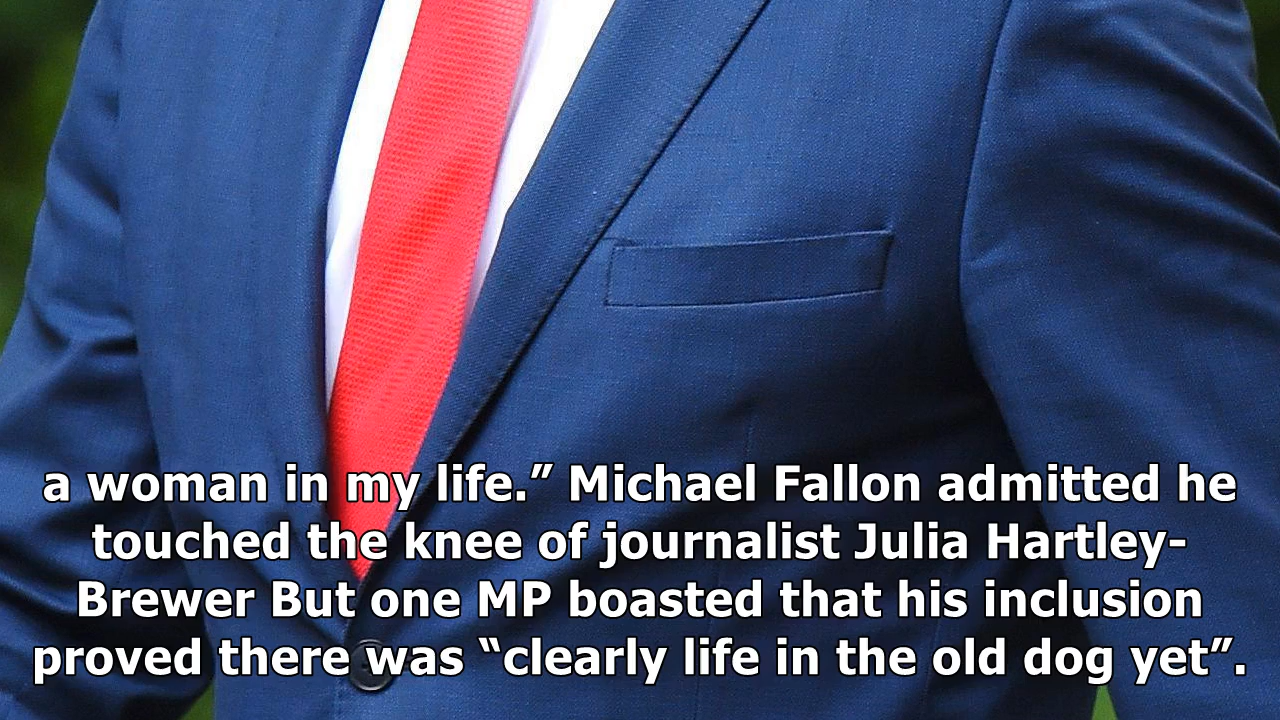 a woman in my life.” Michael Fallon admitted he
touched the knee of journalist Julia Hartley-
Brewer But one MP boasted that his inclusion
proved there was “clearly life in the old dog yet”.